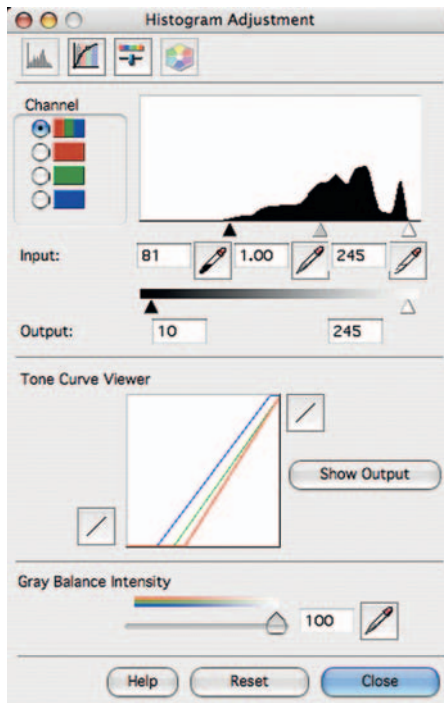 Histogram Adjustment
Channel
Input: 81 1.00 245
Output: 10 245
Tone Curve Viewer
Show Output
Gray Balance Intensity
100
Help Reset Close